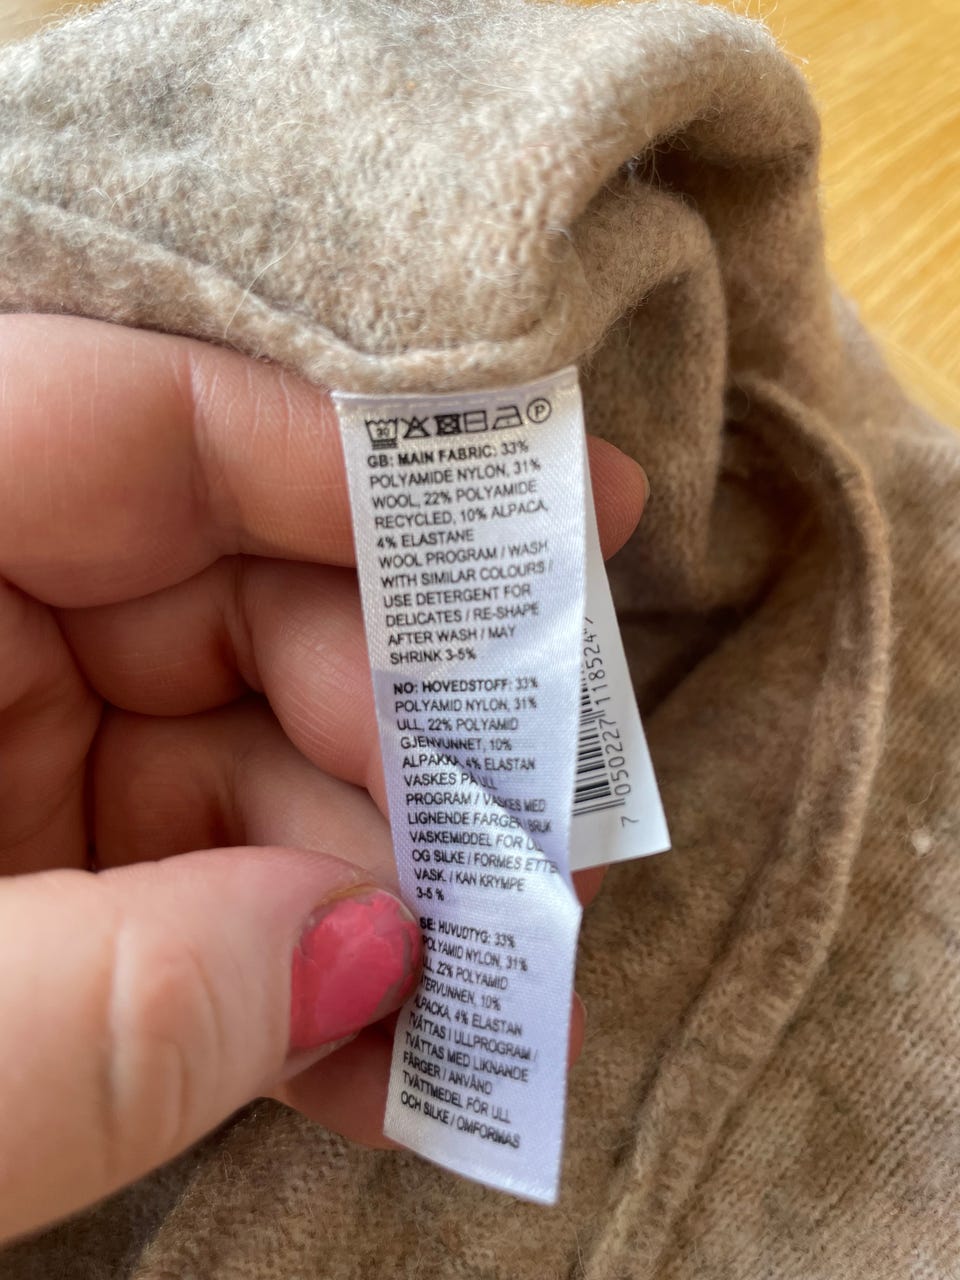 30 P
GB: MAIN FABRIC: 33%
POLYAMIDE NYLON, 31%
WOOL, 22% POLYAMIDE
RECYCLED, 10% ALPACA,
4% ELASTANE
WOOL PROGRAM / WASH
WITH SIMILAR COLOURS /
USE DETERGENT FOR
DELICATES / RE-SHAPE
AFTER WASH / MAY
SHRINK 3-5%
NO: HOVEDSTOFF: 33%
POLYAMID NYLON, 31%
ULL, 22% POLYAMID
GJENVUNNET, 10%
ALPAKKA, 4% ELASTAN
VASKES PÅ ULL
PROGRAM / VASKES MED
LIGNENDE FARGER BRUK
VASKEMIDDEL FOR
OG SILKE / FORMES
VASK. / KAN KRYMPE
3-5 %
SE: HUVUDTYG: 33%
POLYAMID NYLON, 31%
22% POLYAMID
10%
ALPACKA, 4% ELASTAN
TVÄTTAS I ULLPROGRAM /
TVÄTTAS MED LIKNANDE
FÄRGER / ANVÄND
TVÄTTMEDEL FÖR ULL
OCH SILKE / OMFORMAS
7 050227 118524